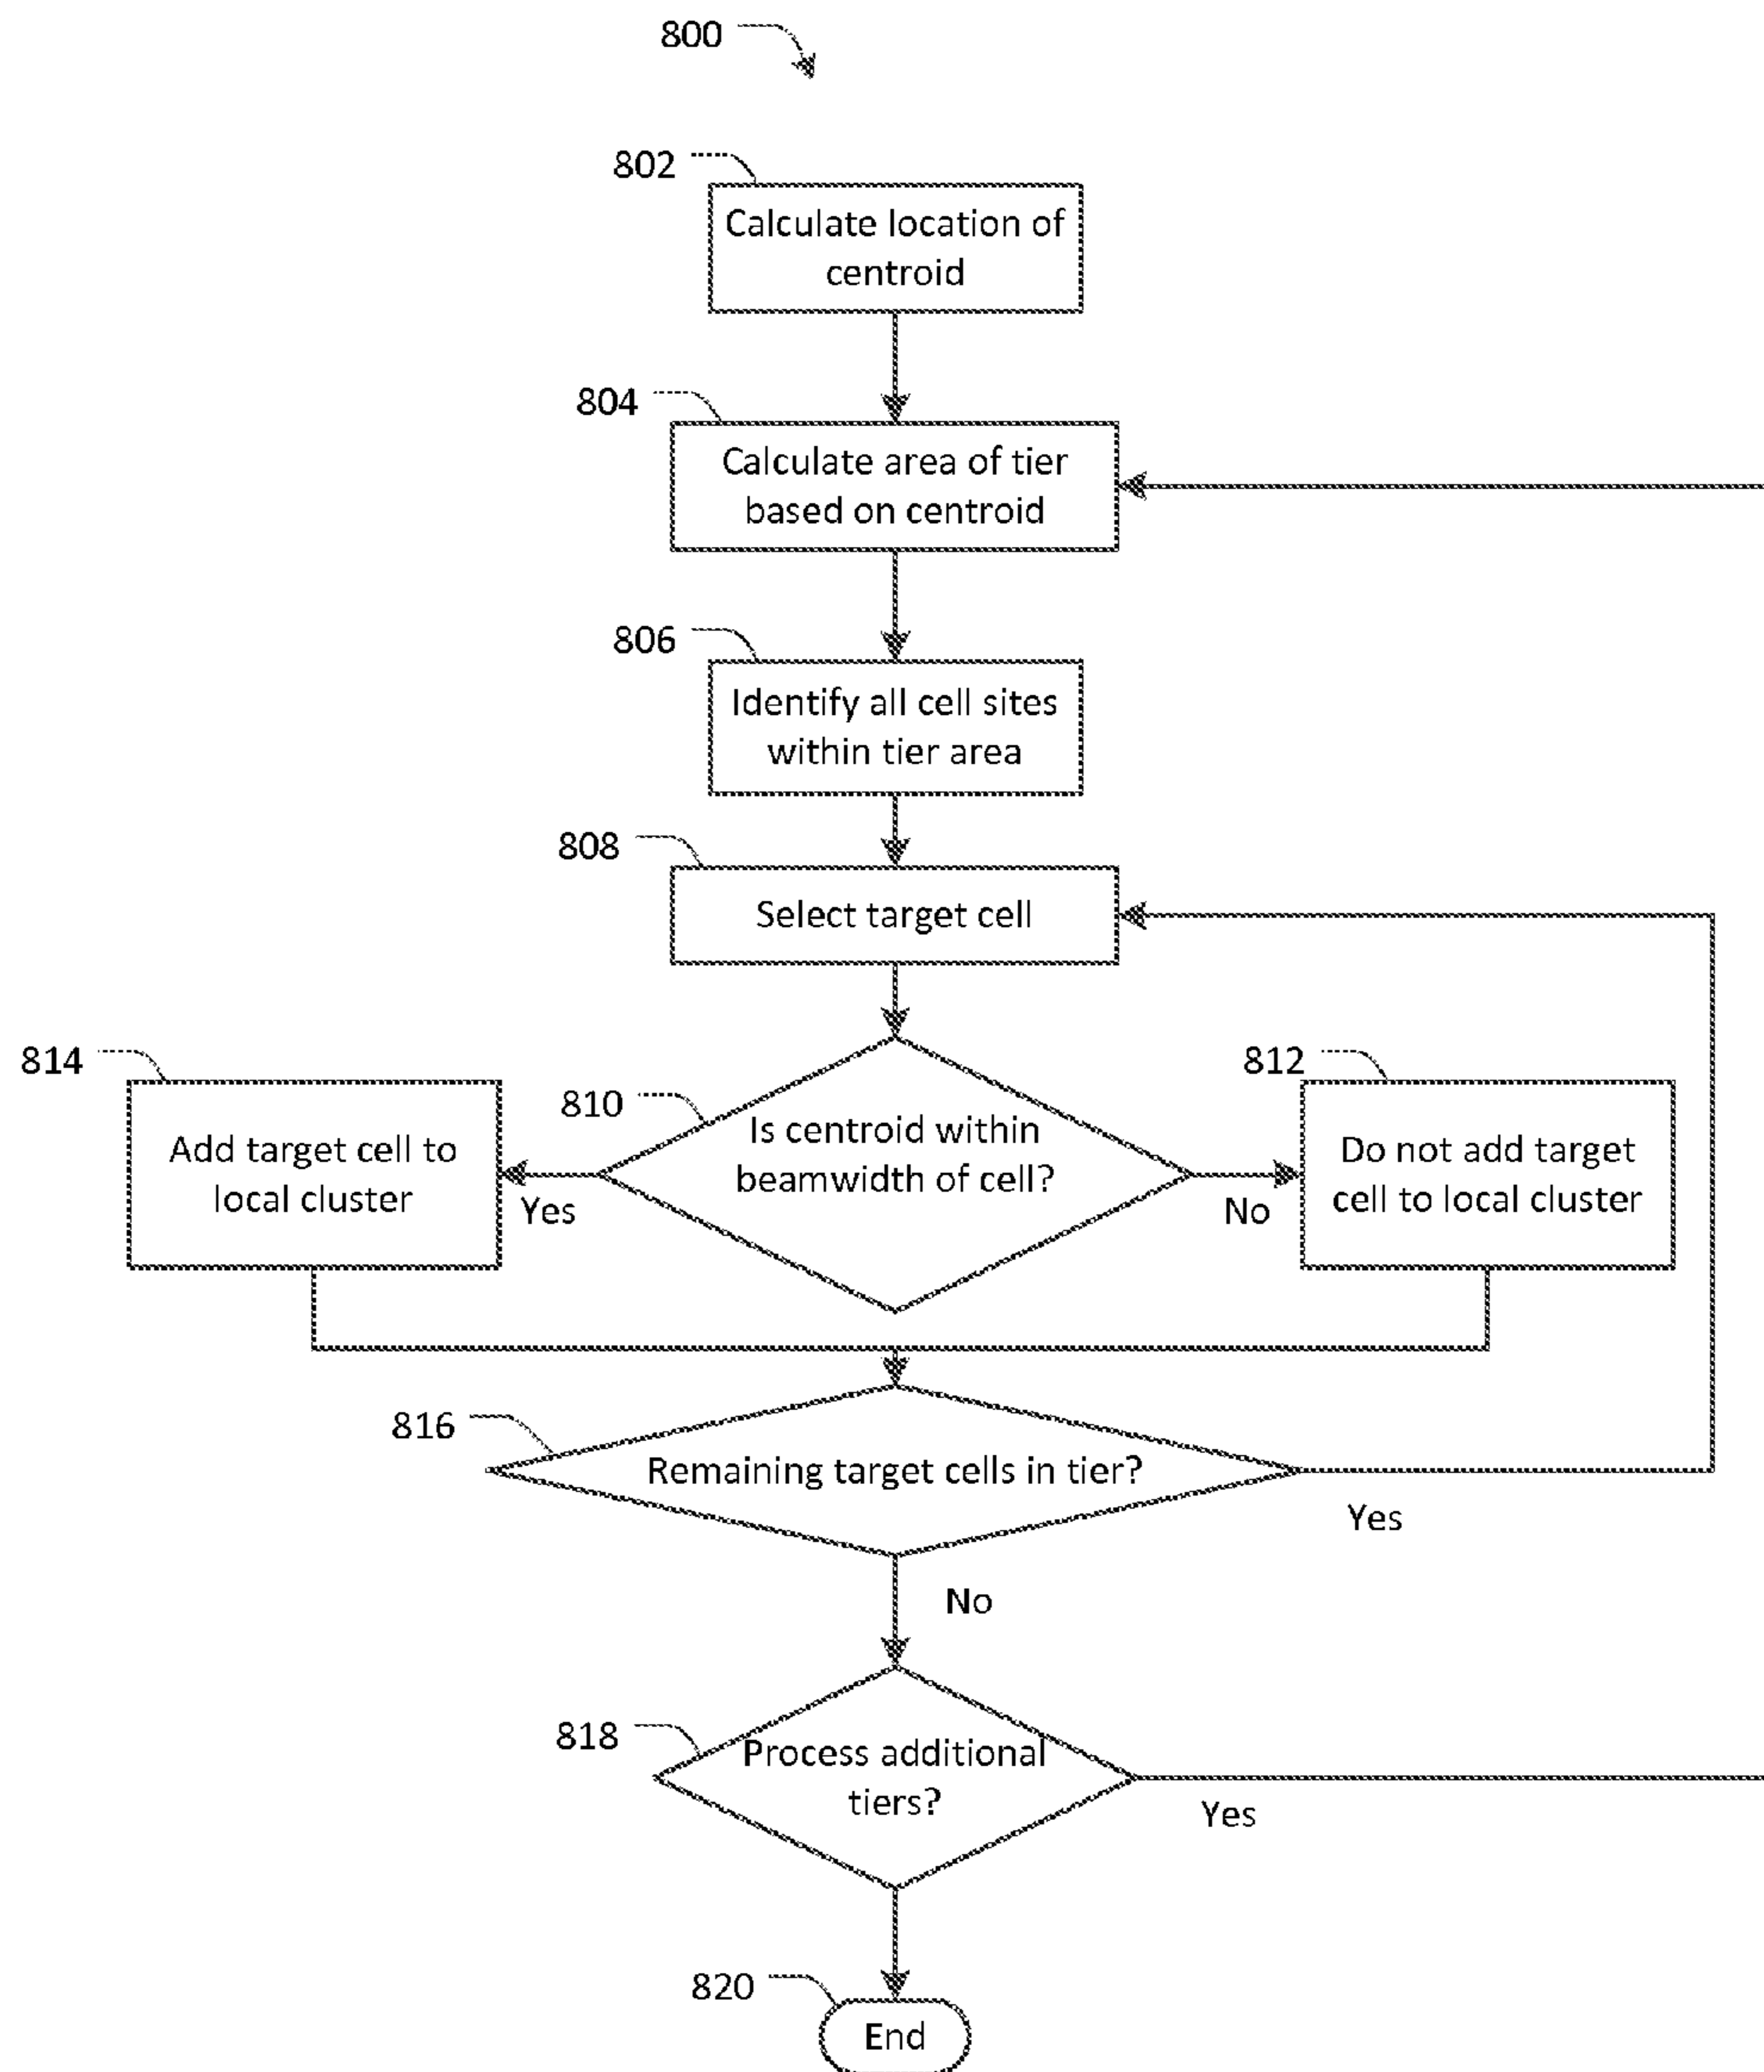 800
802
Calculate location of
centroid
804
Calculate area of tier
based on centroid
806
Identify all cell sites
within tier area
808
Select target cell
814
Add target cell to
local cluster
810
Is centroid within
beamwidth of cell?
812
Do not add target
cell to local cluster
Yes
No
816
Remaining target cells in tier?
Yes
No
818
Process additional
tiers?
Yes
820
End